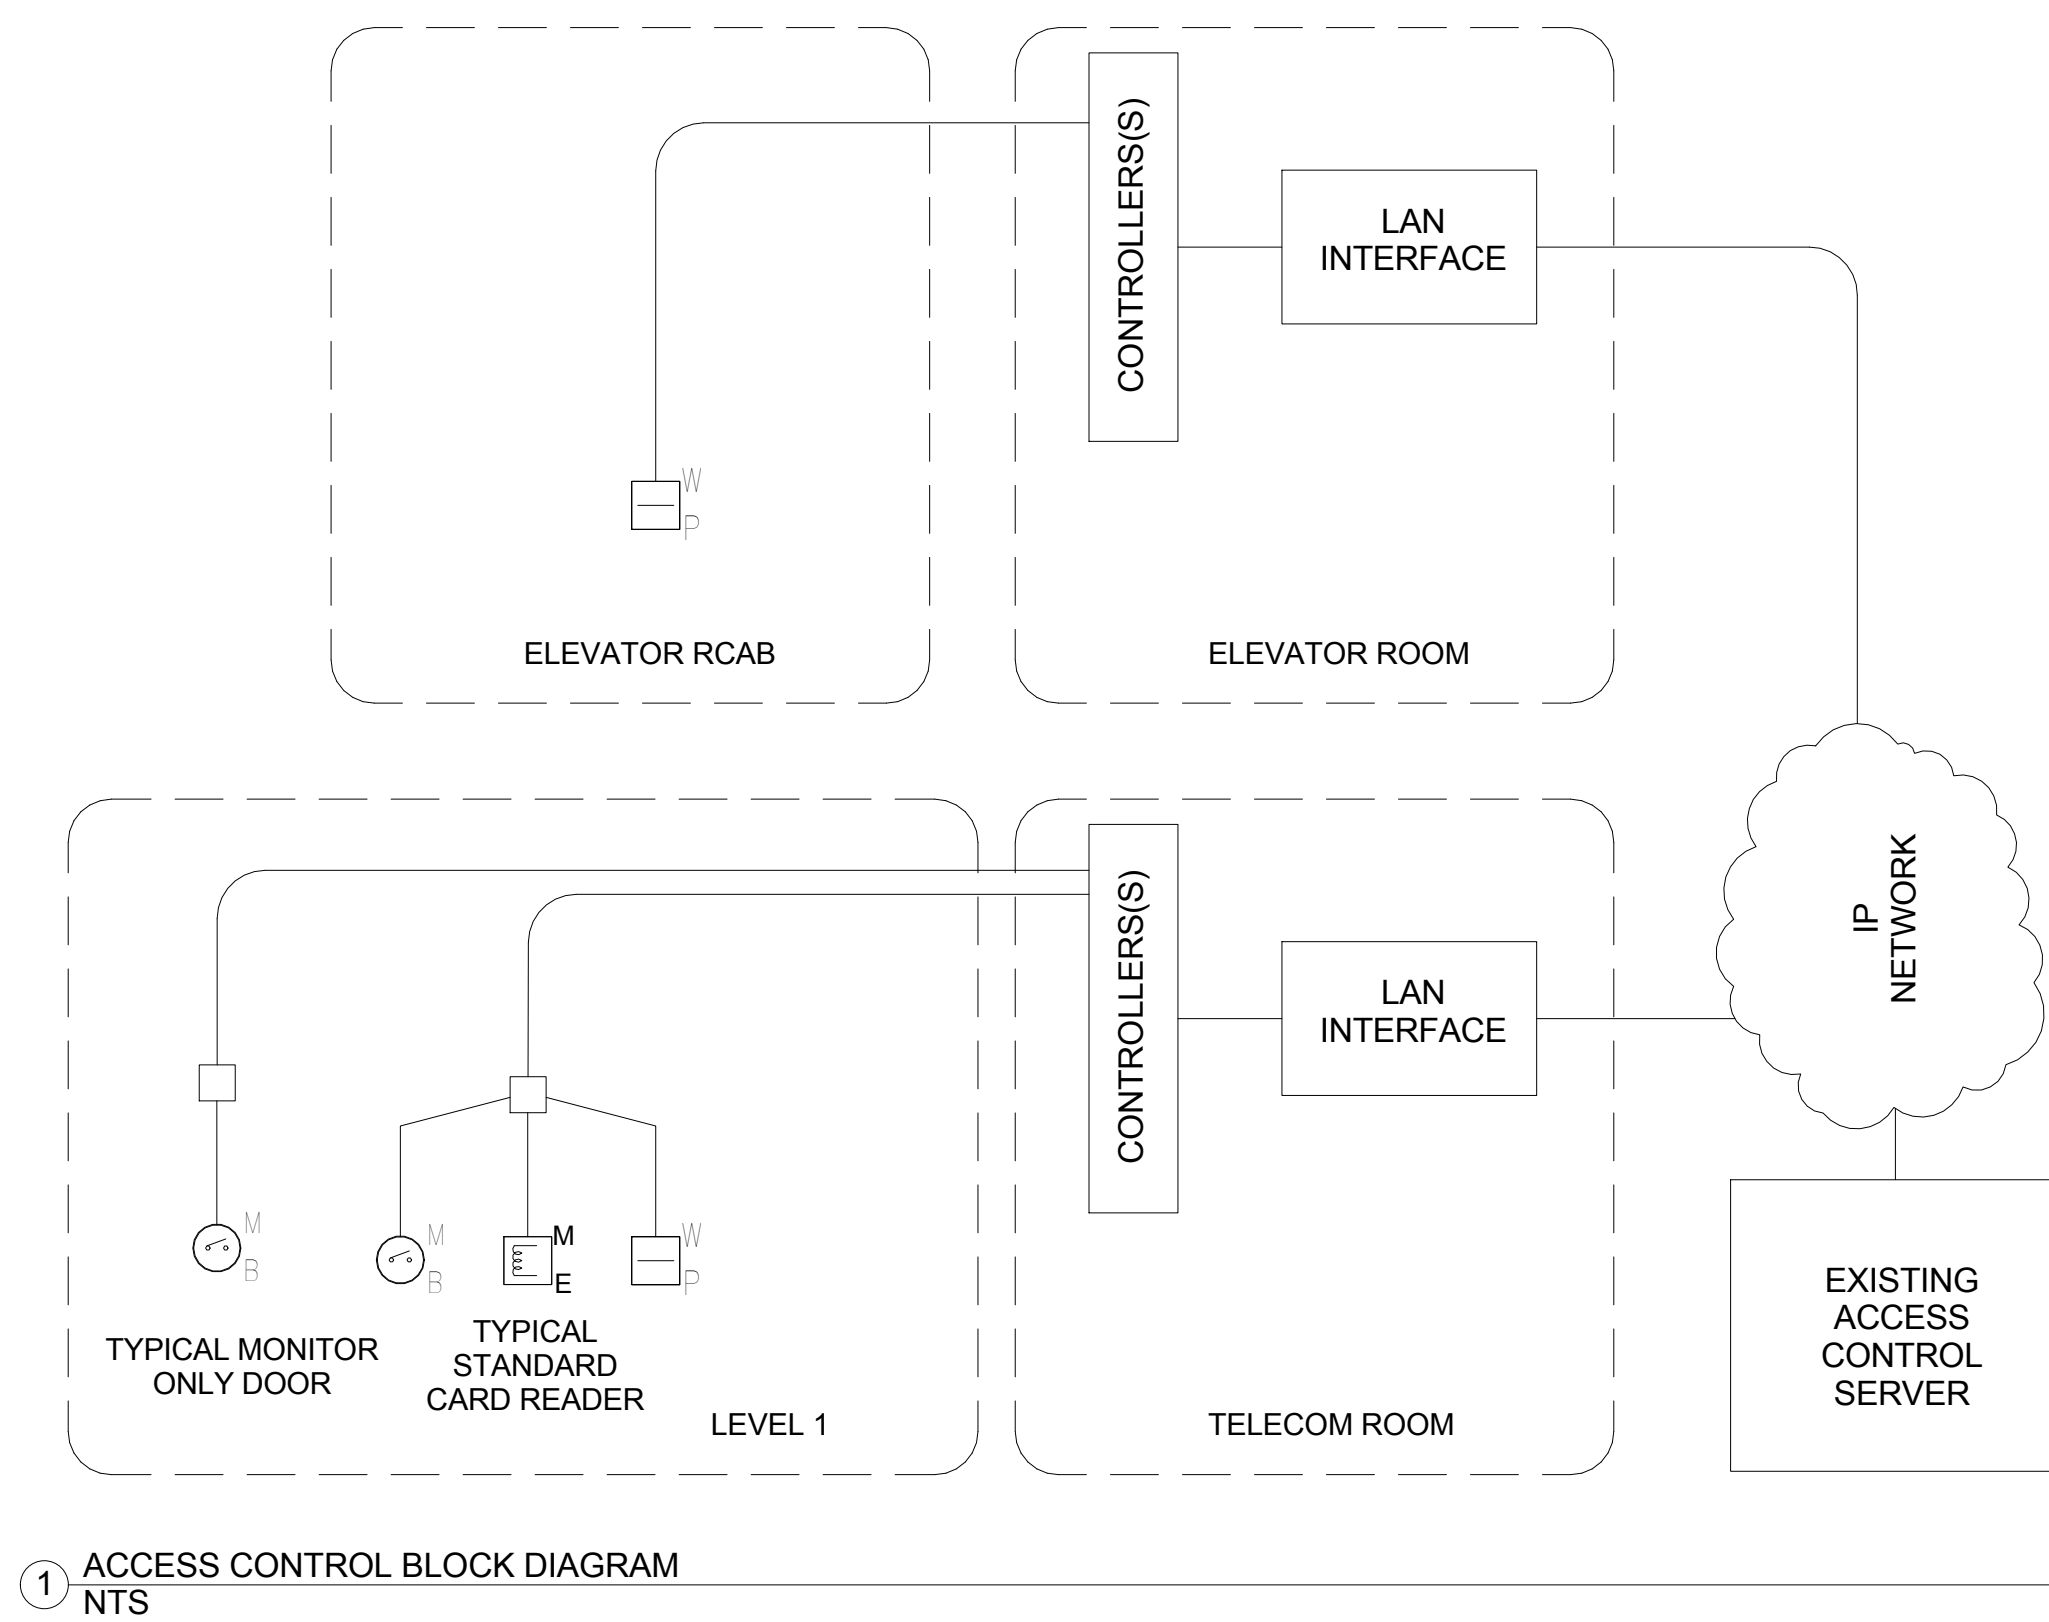 CONTROLLERS(S)
LAN
INTERFACE
W
P
ELEVATOR RCAB
ELEVATOR ROOM
IP
NETWORK
CONTROLLERS(S)
LAN
INTERFACE
M
B
M
B
M
E
W
P
TYPICAL MONITOR
ONLY DOOR
TYPICAL
STANDARD
CARD READER
LEVEL 1
TELECOM ROOM
EXISTING
ACCESS
CONTROL
SERVER
1
ACCESS CONTROL BLOCK DIAGRAM
NTS